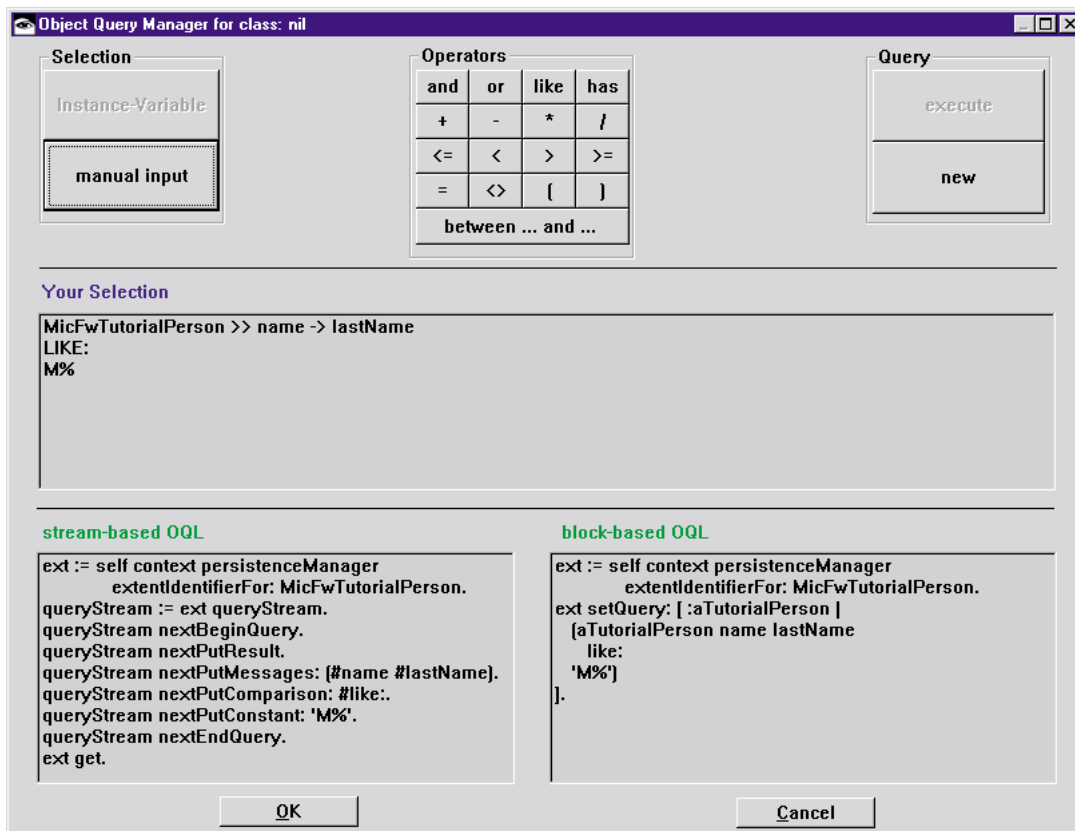 Object Query Manager for class: nil
Selection
Operators
Query
Instance-Variable
and or like has
execute
+ - * /
manual input
<= < > >=
new
= <> ( )
between ... and ...
Your Selection
MicFwTutorialPerson >> name -> lastName
LIKE:
M%
stream-based OQL
ext := self context persistenceManager
extentIdentifierFor: MicFwTutorialPerson.
queryStream := ext queryStream.
queryStream nextBeginQuery.
queryStream nextPutResult.
queryStream nextPutMessages: (#name #lastName).
queryStream nextPutComparison: #like:.
queryStream nextPutConstant: 'M%'.
queryStream nextEndQuery.
ext get.
block-based OQL
ext := self context persistenceManager
extentIdentifierFor: MicFwTutorialPerson.
ext setQuery: [ :aTutorialPerson |
(aTutorialPerson name lastName
like:
'M%')
].
OK
Cancel